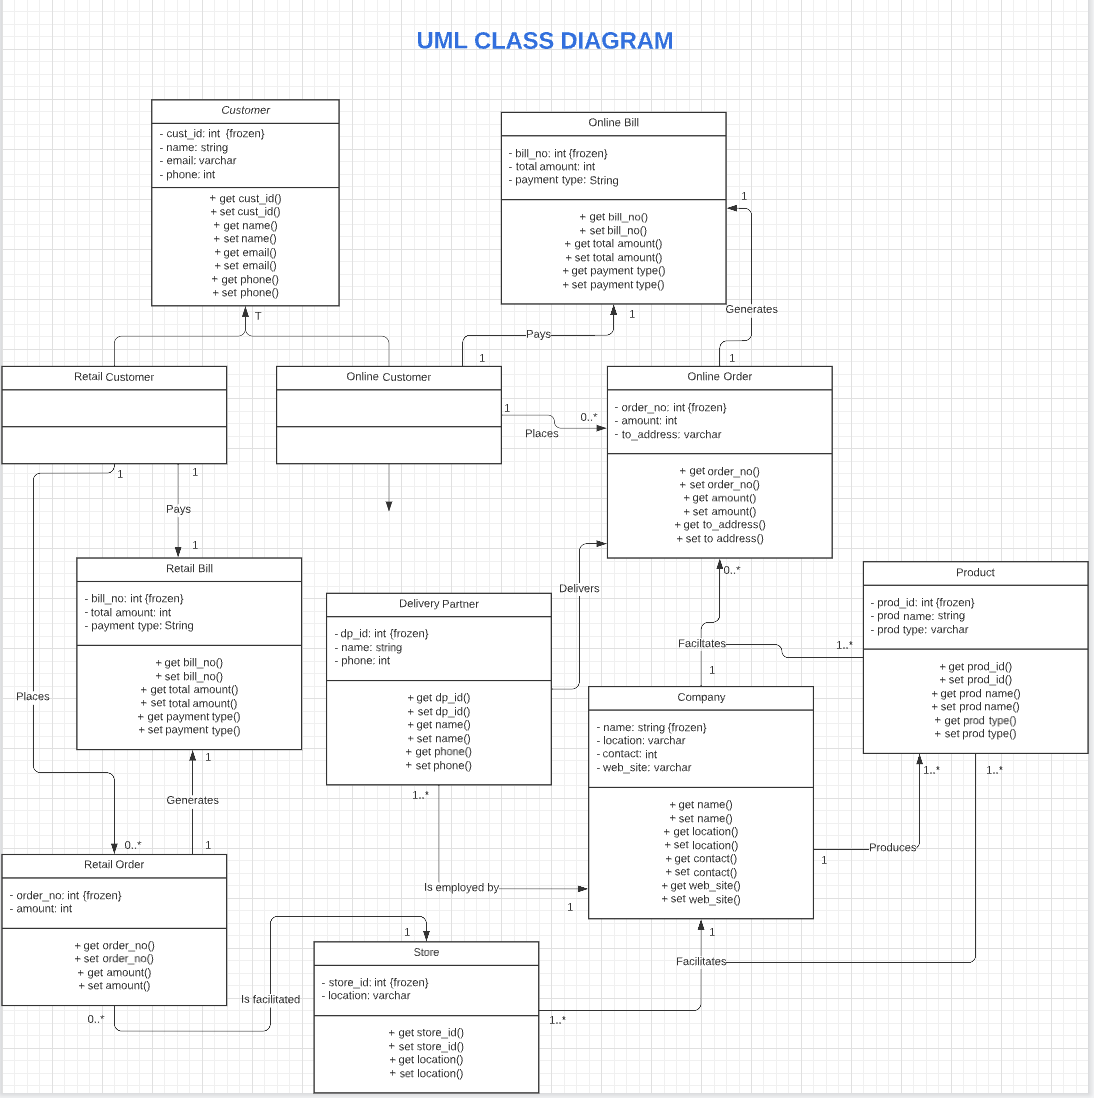 UML CLASS DIAGRAM
Customer
- cust_id: int {frozen}
- name: string
- email: varchar
- phone: int
+ get cust_id()
+ set cust_id()
+ get name()
+ set name()
+ get email()
+ set email()
+ get phone()
+ set phone()
T
Online Bill
- bill_no: int {frozen}
- total amount: int
- payment type: String
+ get bill_no()
+ set bill_no()
+ get total amount()
+ set total amount()
+ get payment type()
+ set payment type()
1
Generates
1
1
Pays
1
Retail Customer
Online Customer
1
0..*
Places
Online Order
- order_no: int {frozen}
- amount: int
- to_address: varchar
+ get order_no()
+ set order_no()
+ get amount()
+ set amount()
+ get to_address()
+ set to address()
1
1
Pays
1
Retail Bill
- bill_no: int {frozen}
- total amount: int
- payment type: String
+ get bill_no()
+ set bill_no()
+ get total amount()
+ set total amount()
+ get payment type()
+ set payment type()
Places
1
Generates
1
0..*
Delivery Partner
- dp_id: int {frozen}
- name: string
- phone: int
+ get dp_id()
+ set dp_id()
+ get name()
+ set name()
+ get phone()
+ set phone()
Delivers
0..*
Faciltates
1..*
1
Product
- prod_id: int {frozen}
- prod name: string
- prod type: varchar
+ get prod_id()
+ set prod_id()
+ get prod name()
+ set prod name()
+ get prod type()
+ set prod type()
1..*
1..*
Company
- name: string {frozen}
- location: varchar
- contact: int
- web_site: varchar
+ get name()
+ set name()
+ get location()
+ set location()
+ get contact()
+ set contact()
+ get web_site()
+ set web_site()
Produces
1
1..*
Is employed by
1
Retail Order
- order_no: int {frozen}
- amount: int
+ get order_no()
+ set order_no()
+ get amount()
+ set amount()
0..*
Is facilitated
1
Store
- store_id: int {frozen}
- location: varchar
+ get store_id()
+ set store_id()
+ get location()
+ set location()
1..*
1
Facilitates